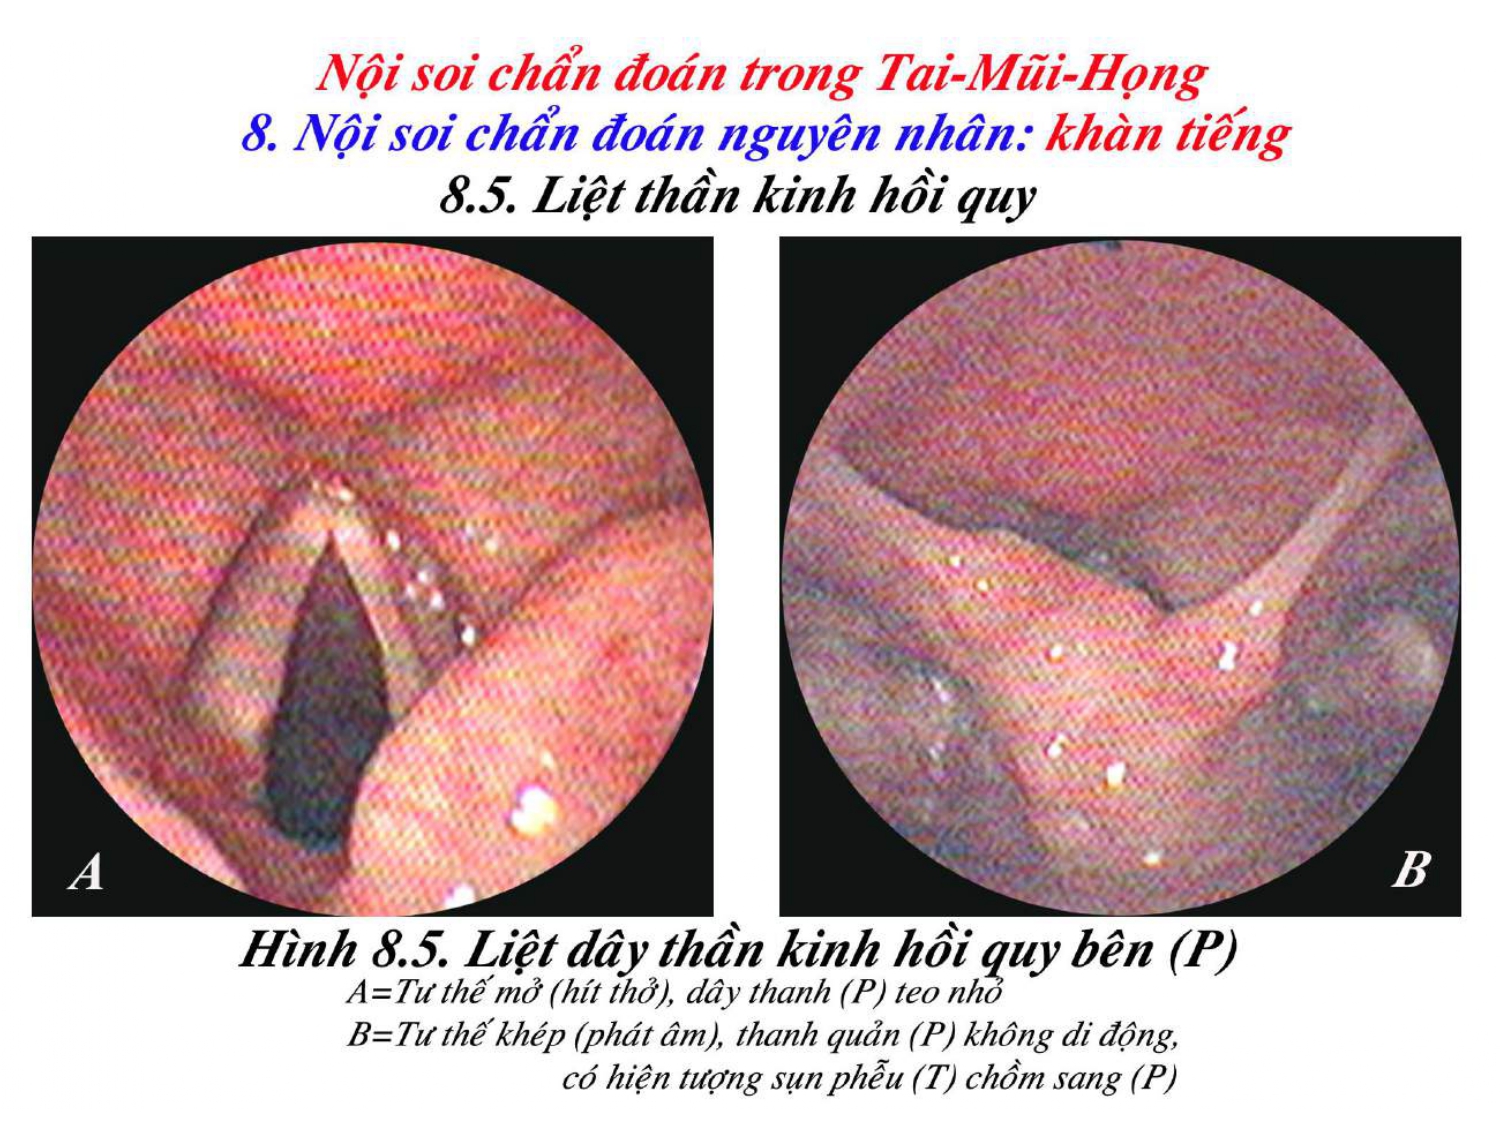 Nội soi chẩn đoán trong Tai-Mũi-Họng
8. Nội soi chẩn đoán nguyên nhân: khàn tiếng
8.5. Liệt thần kinh hồi quy
A
B
Hình 8.5. Liệt dây thần kinh hồi quy bên (P)
A=Tư thế mở (hít thở), dây thanh (P) teo nhỏ
B=Tư thế khép (phát âm), thanh quản (P) không di động,
có hiện tượng sụn phễu (T) chồm sang (P)